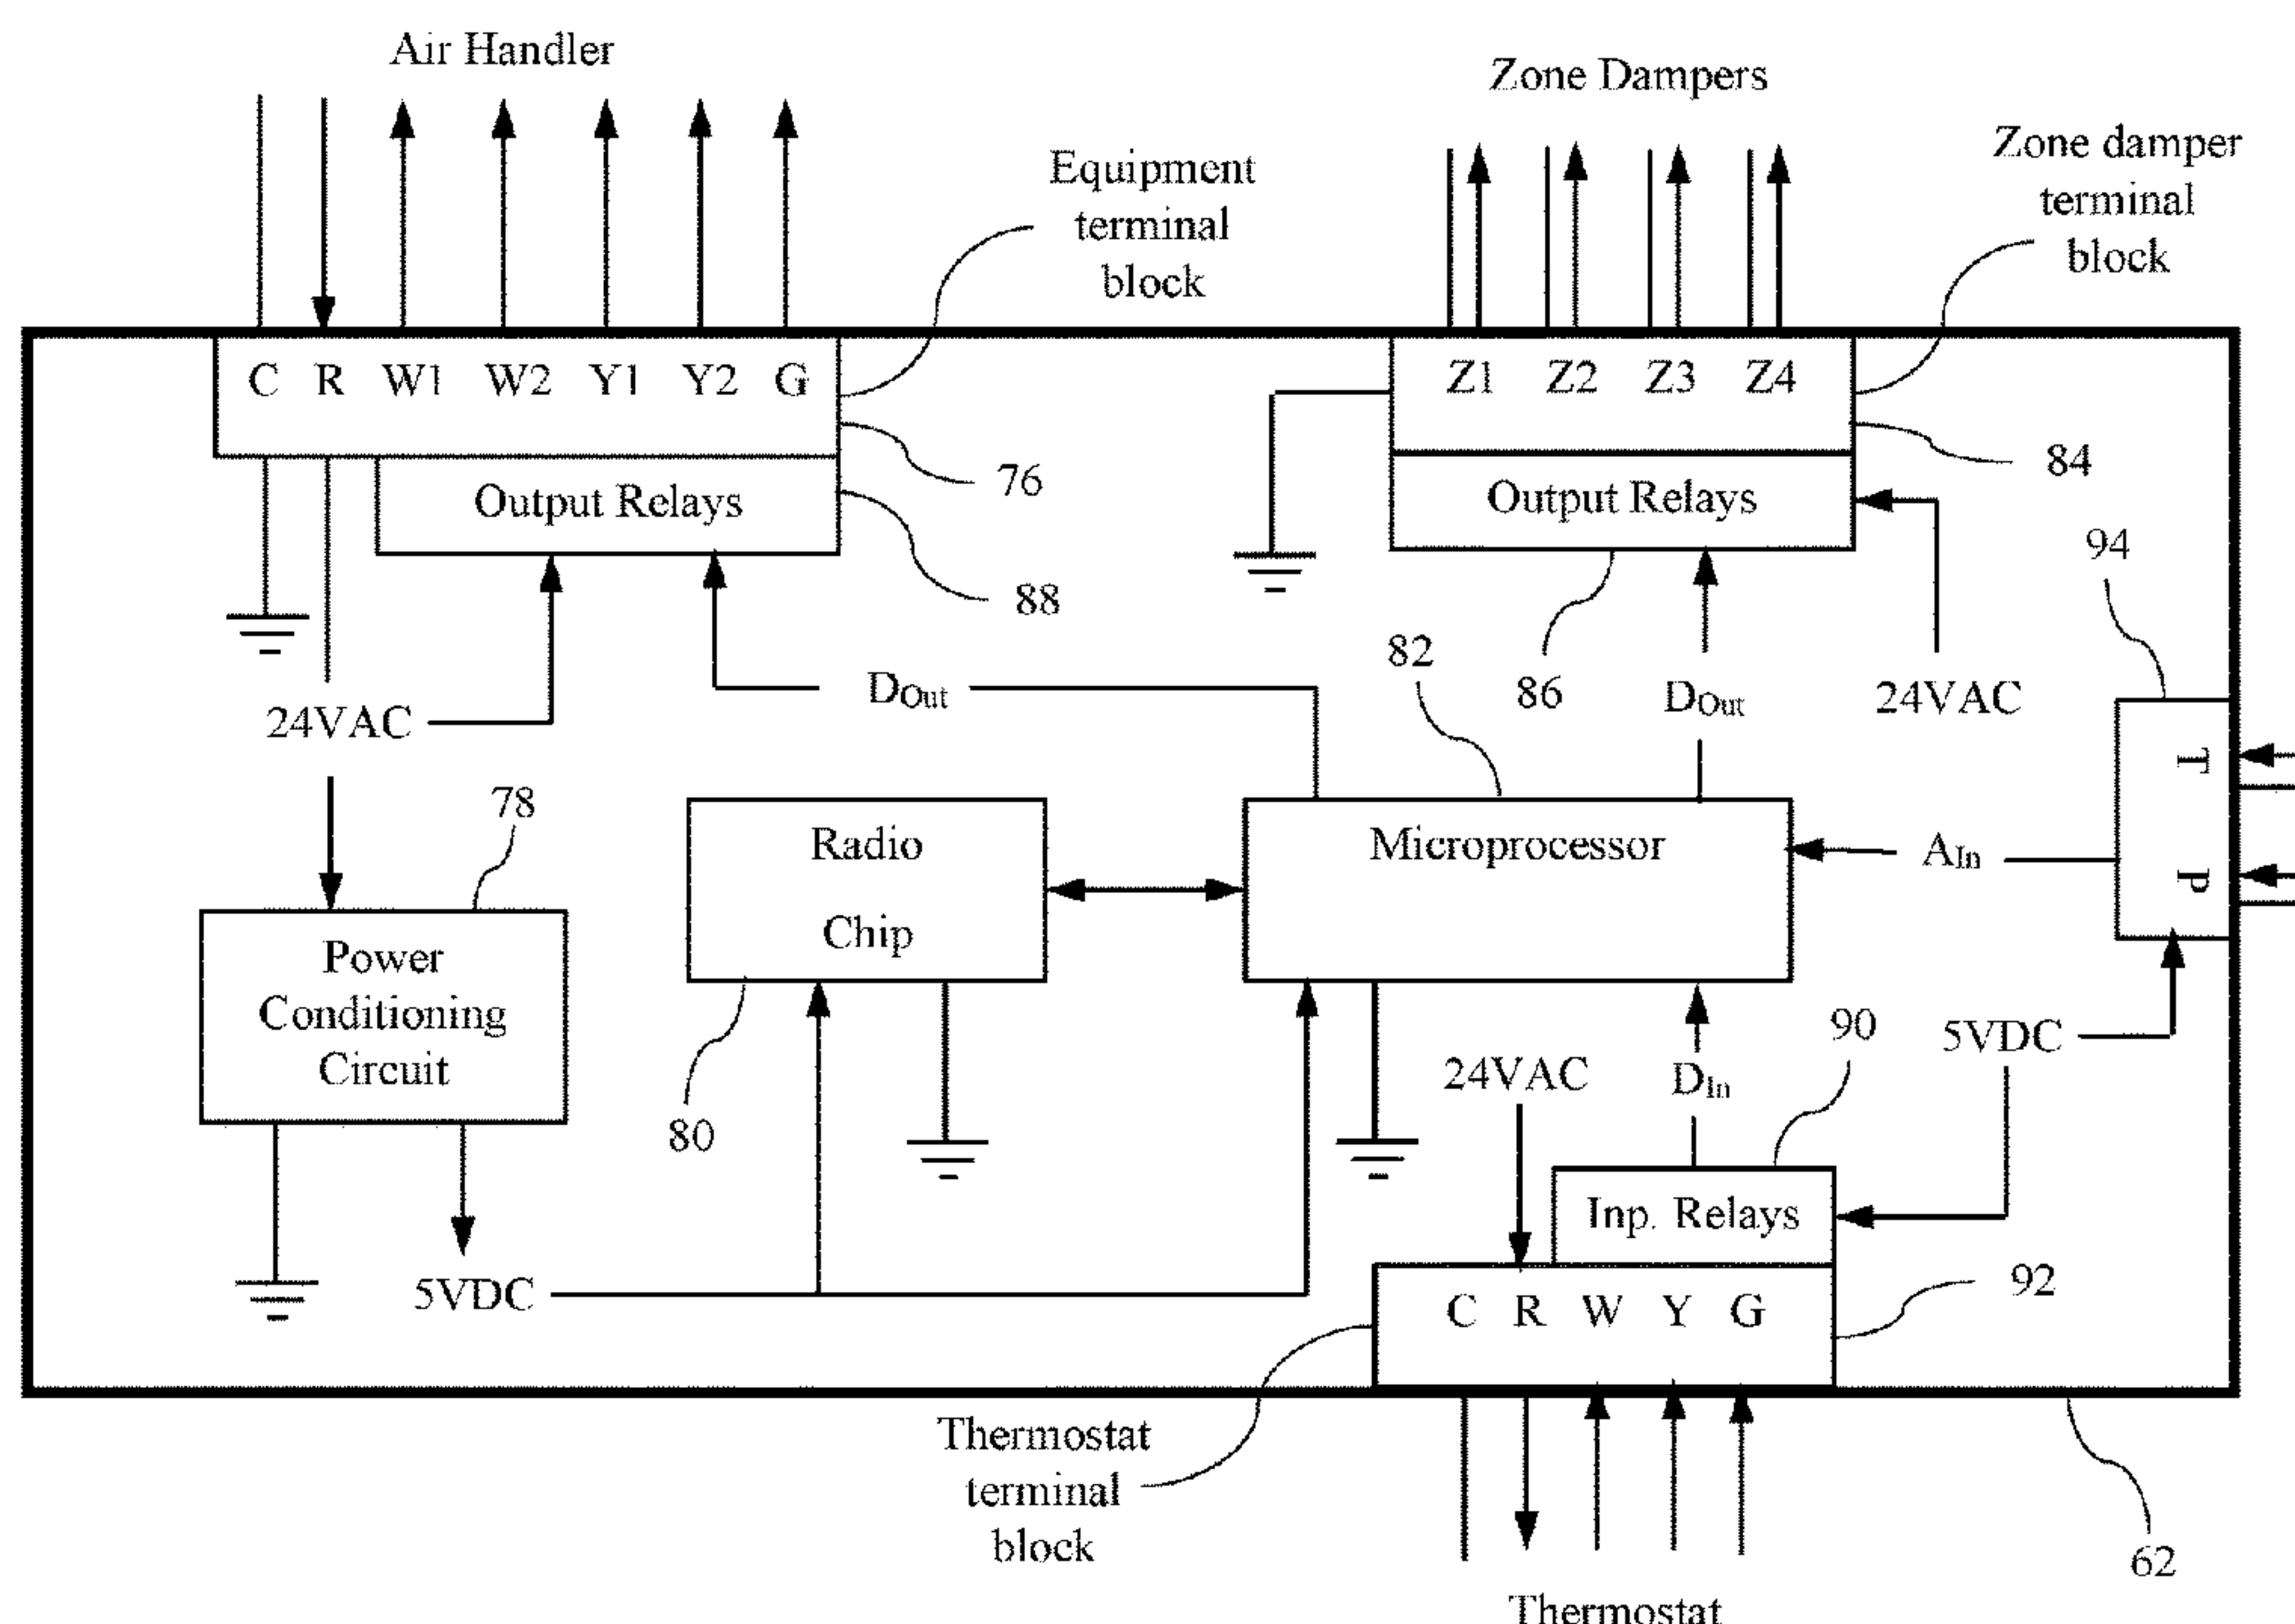 Air Handler
Zone Dampers
Equipment
terminal
block
Zone damper
terminal
block
C R W1 W2 Y1 Y2 G
Z1 Z2 Z3 Z4
76
84
Output Relays
Output Relays
88
94
82
86
DOut
DOut
24VAC
24VAC
T
P
78
Radio
Chip
Microprocessor
AIn
Power
Conditioning
Circuit
80
24VAC
DIn
90
5VDC
Inp. Relays
5VDC
C R W Y G
92
Thermostat
terminal
block
62
Thermostat